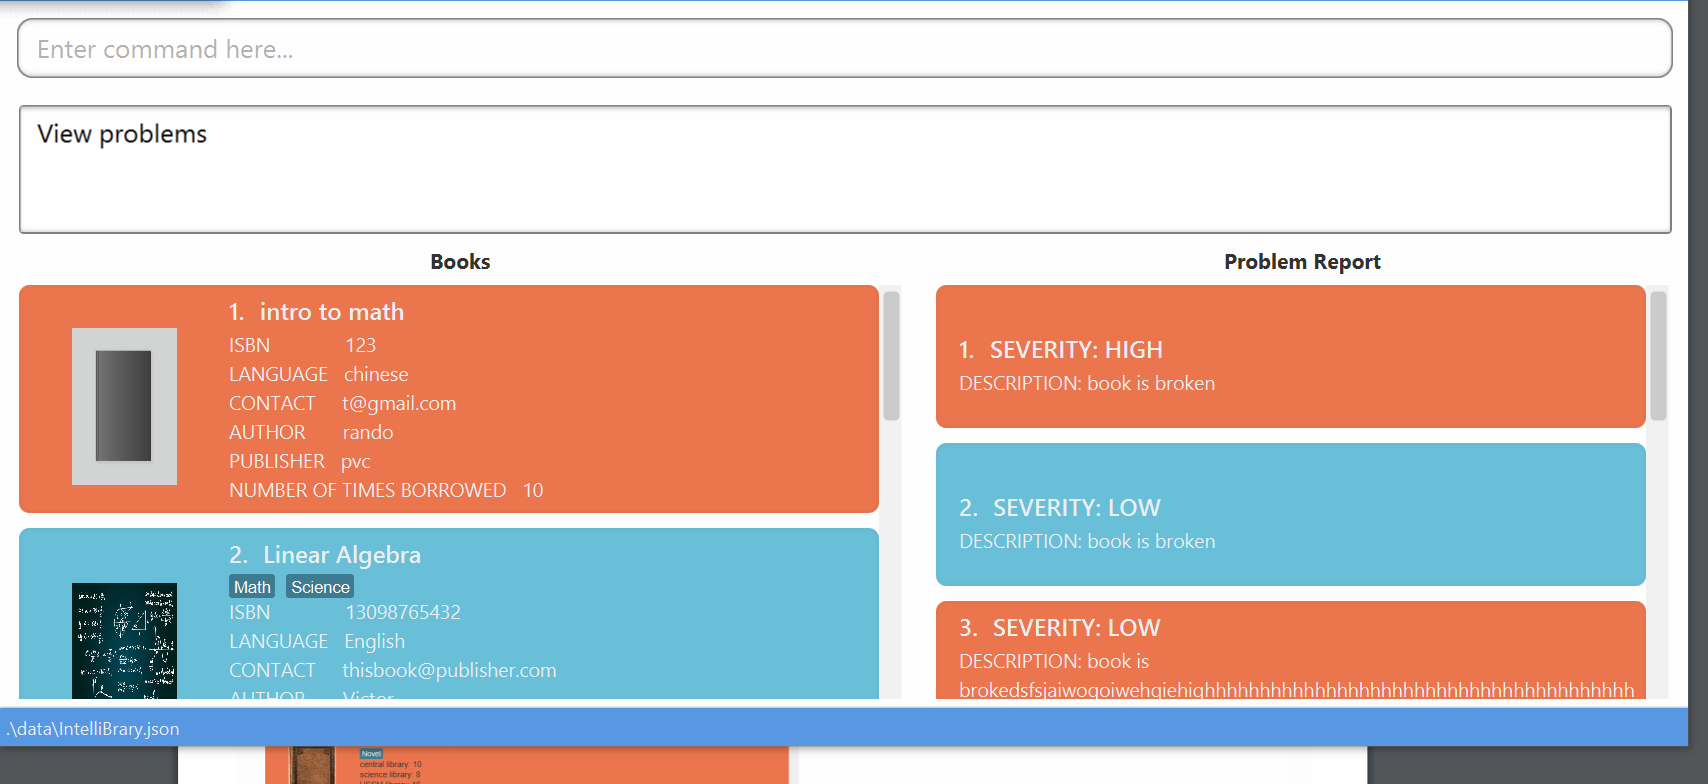 Enter command here...
View problems
Books
1. intro to math
ISBN 123
LANGUAGE chinese
CONTACT t@gmail.com
AUTHOR rando
PUBLISHER pvc
NUMBER OF TIMES BORROWED 10
2. Linear Algebra
Math Science
ISBN 13098765432
LANGUAGE English
CONTACT thisbook@publisher.com
AUTHOR Victor
Problem Report
1. SEVERITY: HIGH
DESCRIPTION: book is broken
2. SEVERITY: LOW
DESCRIPTION: book is broken
3. SEVERITY: LOW
DESCRIPTION: book is
.\data\IntelliBrary.json
Novel
central library: 10
science library: 8